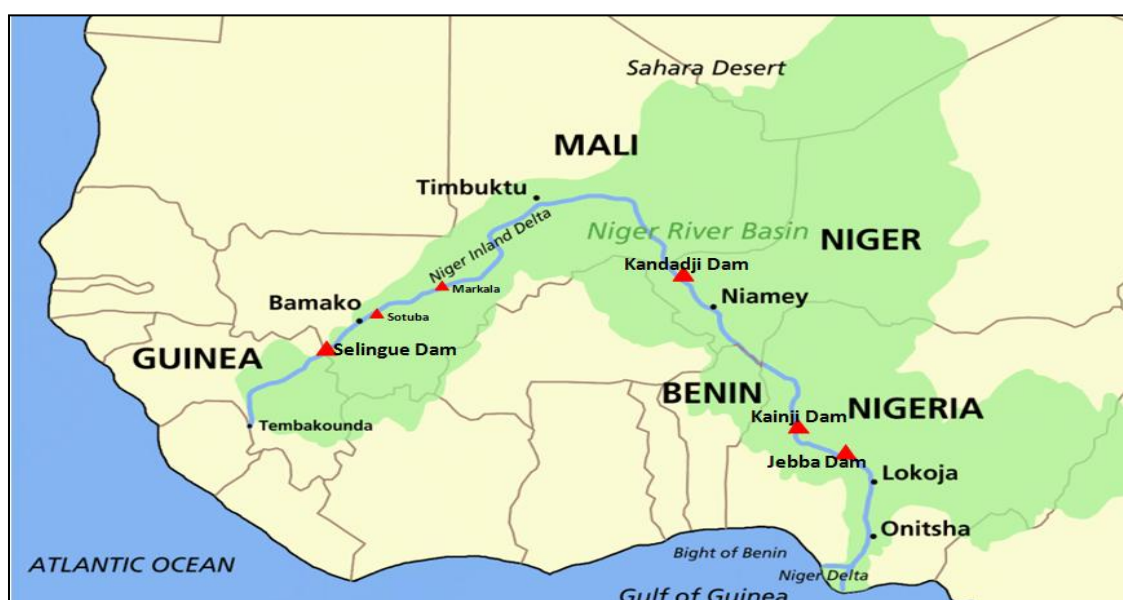 Sahara Desert
MALI
Timbuktu
Niger Inland Delta
Niger River Basin
NIGER
Kandadji Dam
Markala
Niamey
Bamako
Sotuba
GUINEA
Selingue Dam
BENIN
NIGERIA
Kainji Dam
Tembakounda
Jebba Dam
Lokoja
Onitsha
Bight of Benin
ATLANTIC OCEAN
Niger Delta
Gulf of Guinea